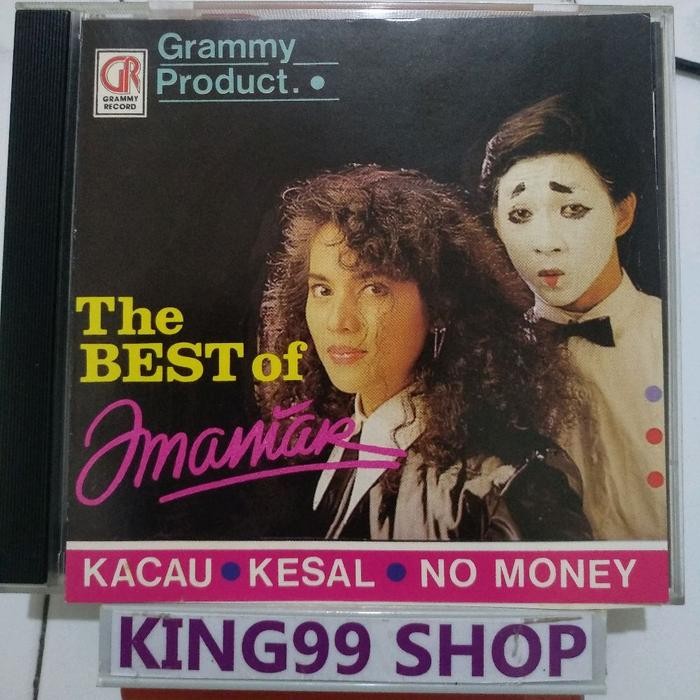 GR
GRAMMY
RECORD
Grammy
Product.
The
BEST of
Imaniar
KACAU • KESAL • NO MONEY
KING99 SHOP